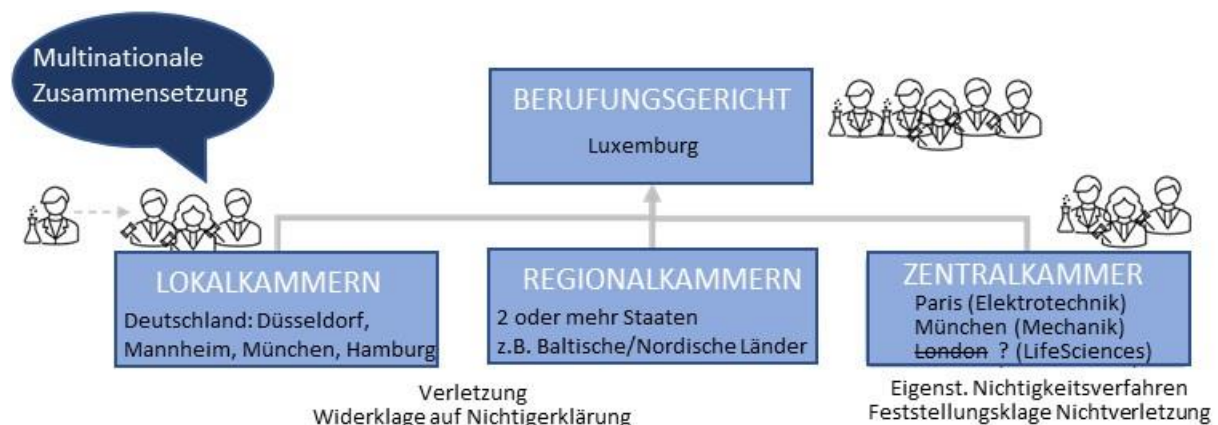 Multinationale
Zusammensetzung
BERUFUNGSGERICHT
Luxemburg
LOKALKAMMERN
Deutschland: Düsseldorf,
Mannheim, München, Hamburg
REGIONALKAMMERN
2 oder mehr Staaten
z.B. Baltische/Nordische Länder
ZENTRALKAMMER
Paris (Elektrotechnik)
München (Mechanik)
London ? (LifeSciences)
Verletzung
Widerklage auf Nichtigerklärung
Eigenst. Nichtigkeitsverfahren
Feststellungsklage Nichtverletzung